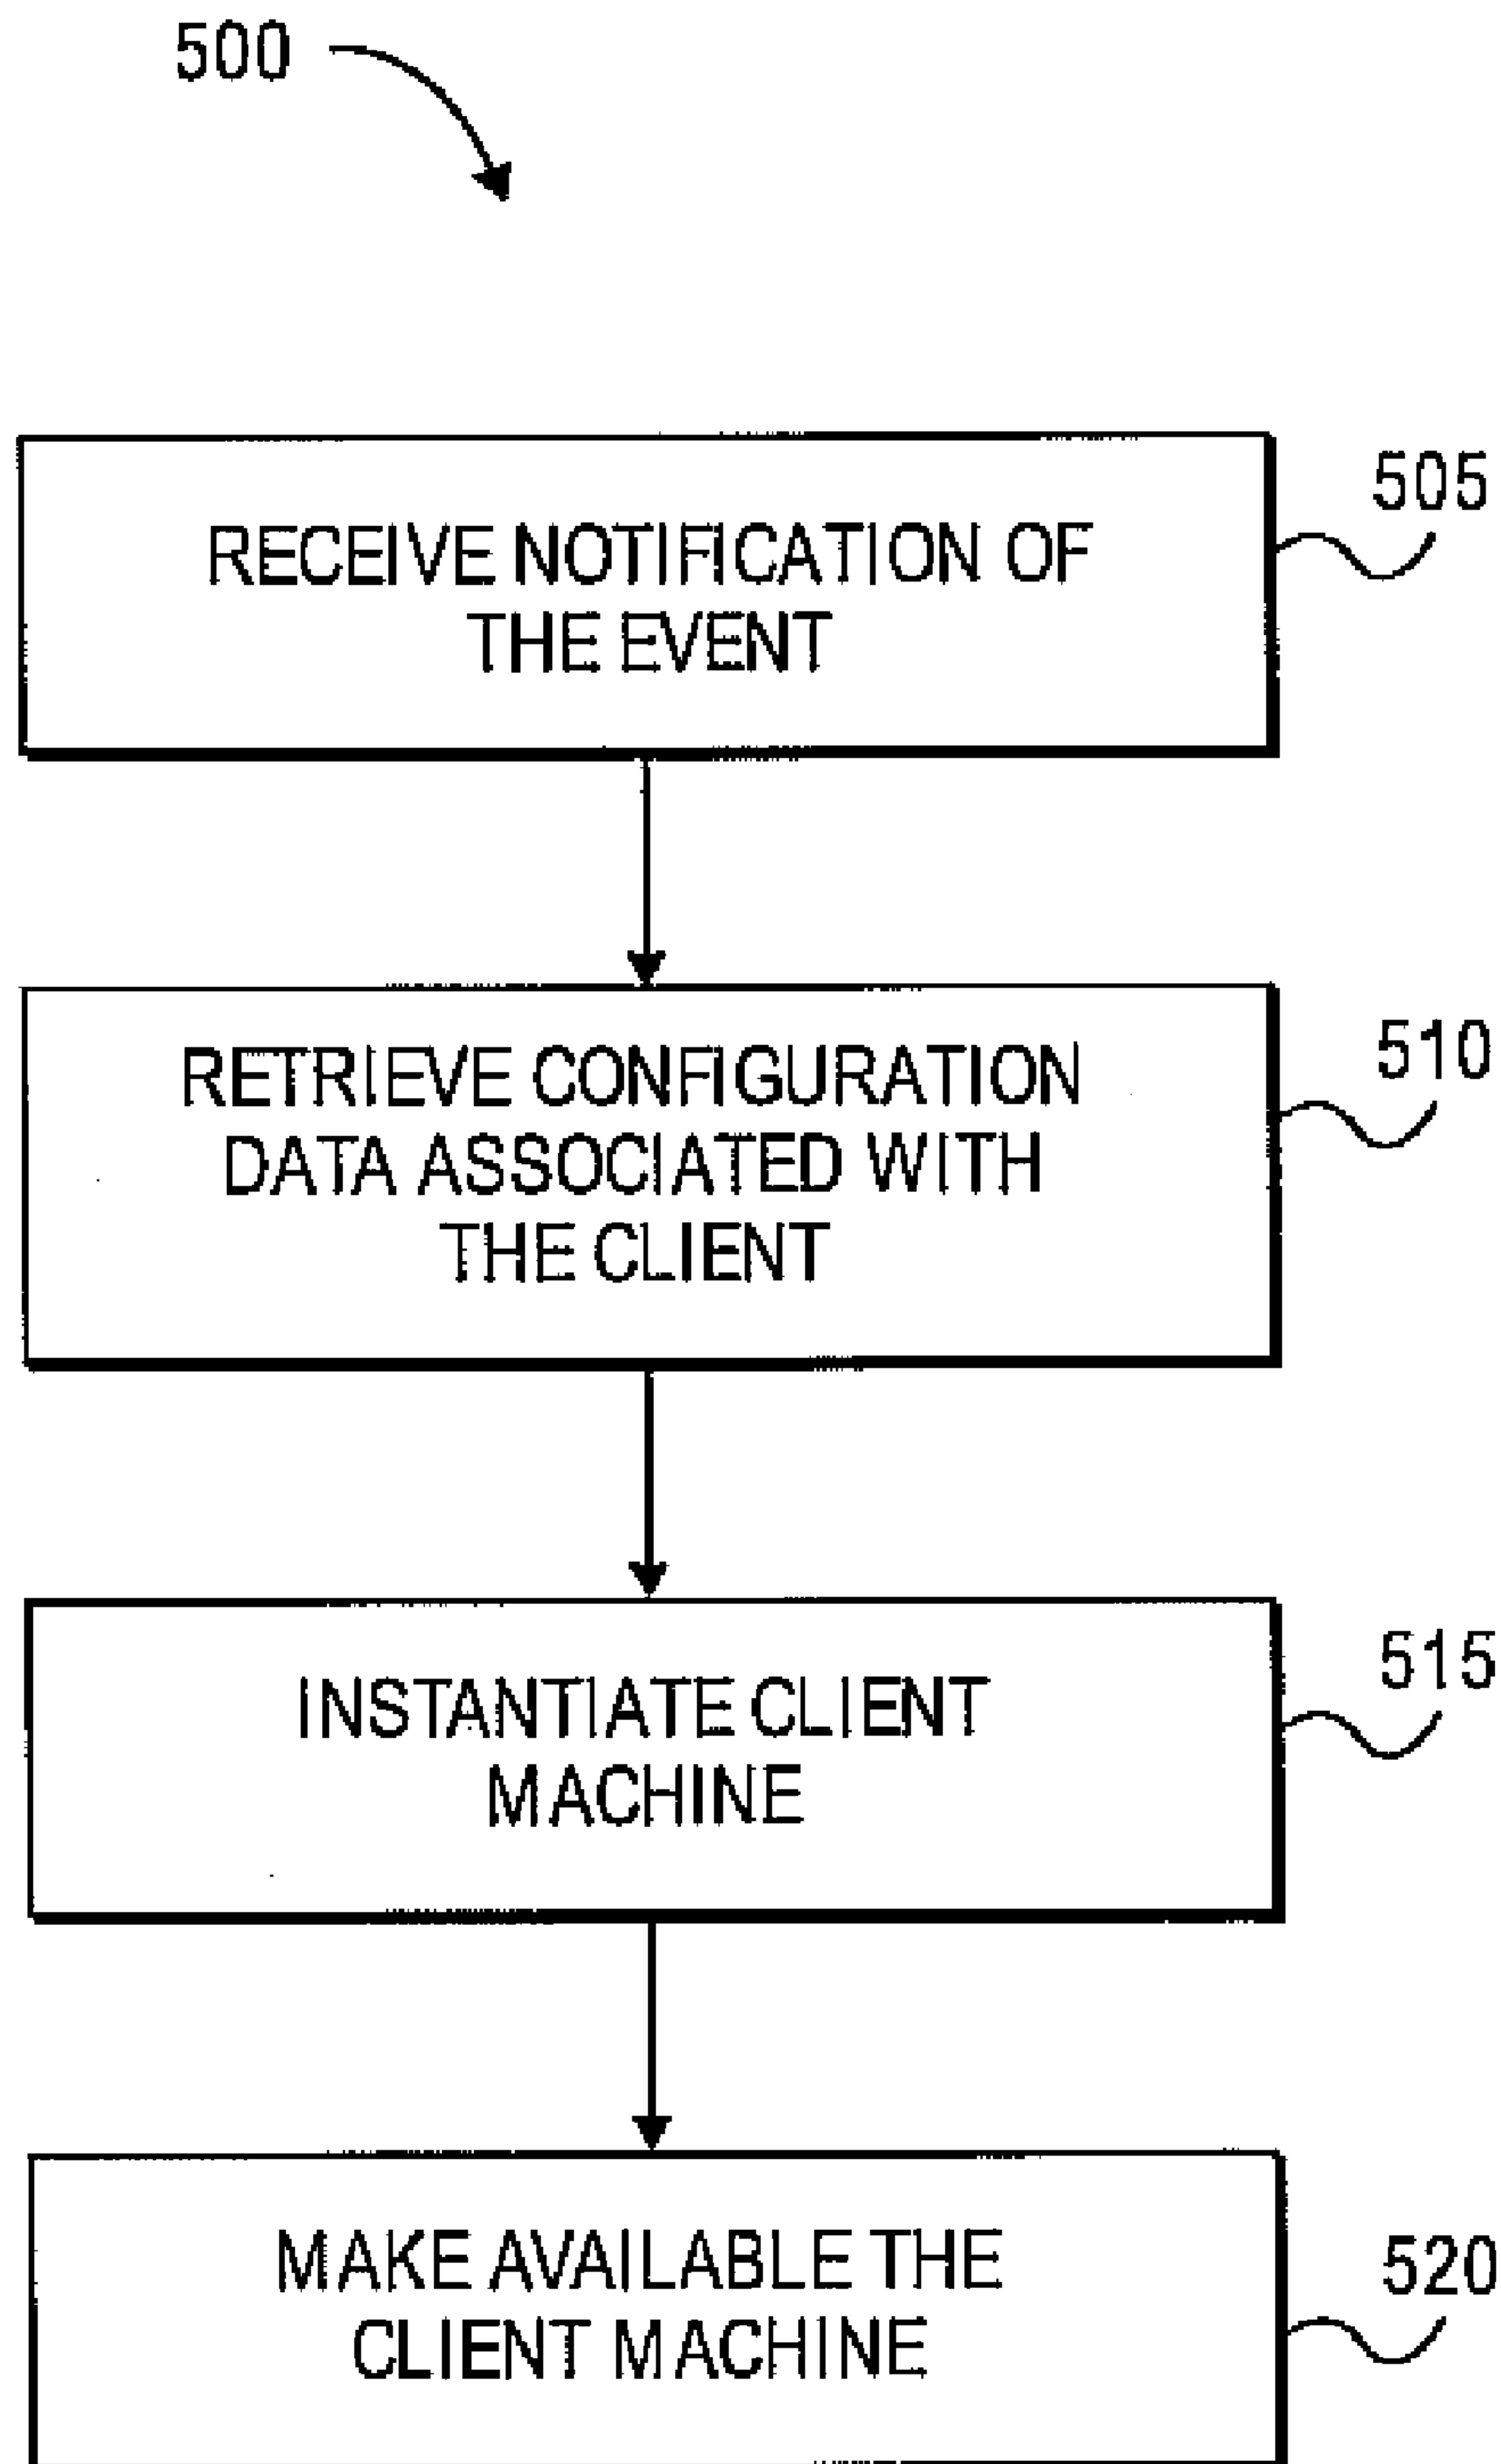 500
RECEIVE NOTIFICATION OF
THE EVENT
505
RETRIEVE CONFIGURATION
DATA ASSOCIATED WITH
THE CLIENT
510
INSTANTIATE CLIENT
MACHINE
515
MAKE AVAILABLE THE
CLIENT MACHINE
520